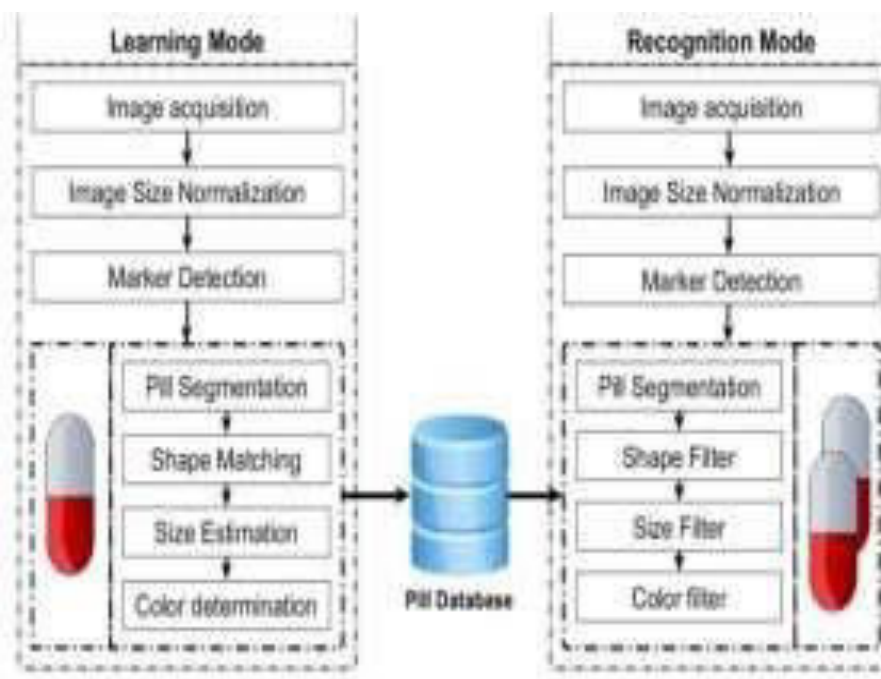 Learning Mode
Image acquisition
Image Size Normalization
Marker Detection
Pill Segmentation
Shape Matching
Size Estimation
Color determination
Pill Database
Recognition Mode
Image acquisition
Image Size Normalization
Marker Detection
Pill Segmentation
Shape Filter
Size Filter
Color filter